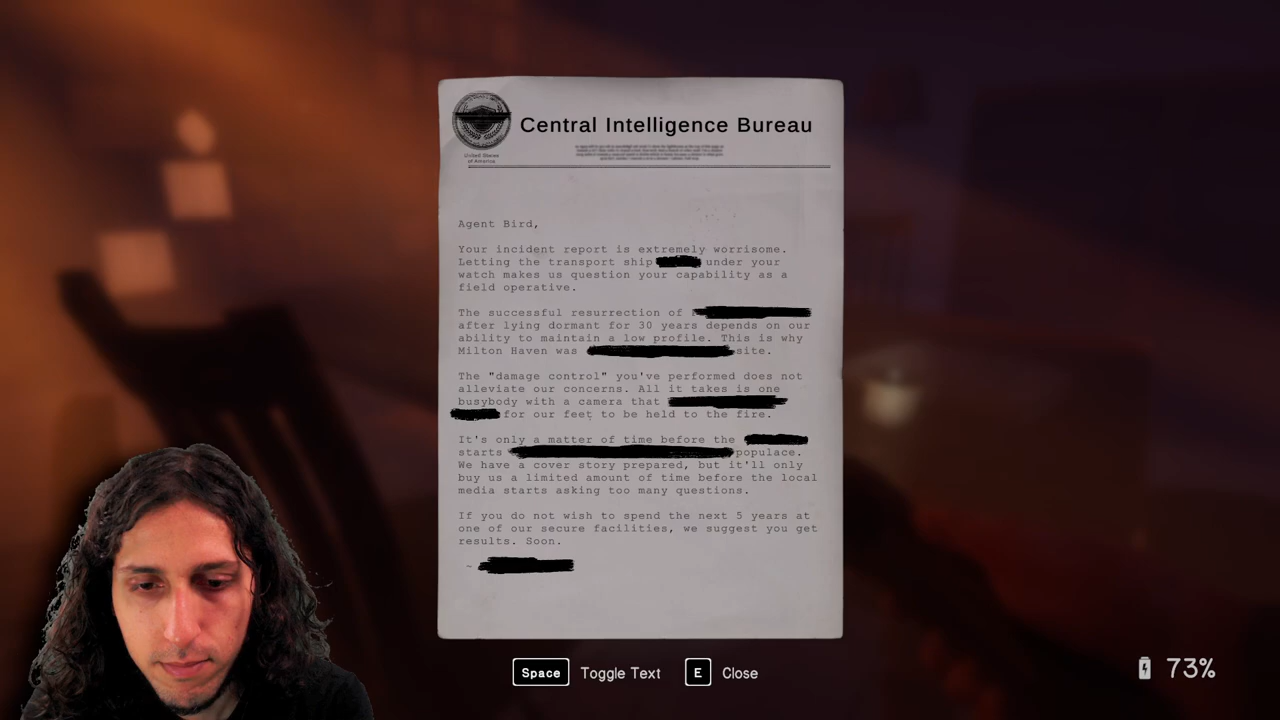 Central Intelligence Bureau
United States
of America
Agent Bird,
Your incident report is extremely worrisome.
Letting the transport ship under your
watch makes us question your capability as a
field operative.
The successful resurrection of
after lying dormant for 30 years depends on our
ability to maintain a low profile. This is why
Milton Haven was site.
The "damage control" you've performed does not
alleviate our concerns. All it takes is one
busybody with a camera that
for our feet to be held to the fire.
It's only a matter of time before the
starts populace.
We have a cover story prepared, but it'll only
buy us a limited amount of time before the local
media starts asking too many questions.
If you do not wish to spend the next 5 years at
one of our secure facilities, we suggest you get
results. Soon.
~
Space Toggle Text E Close
73%